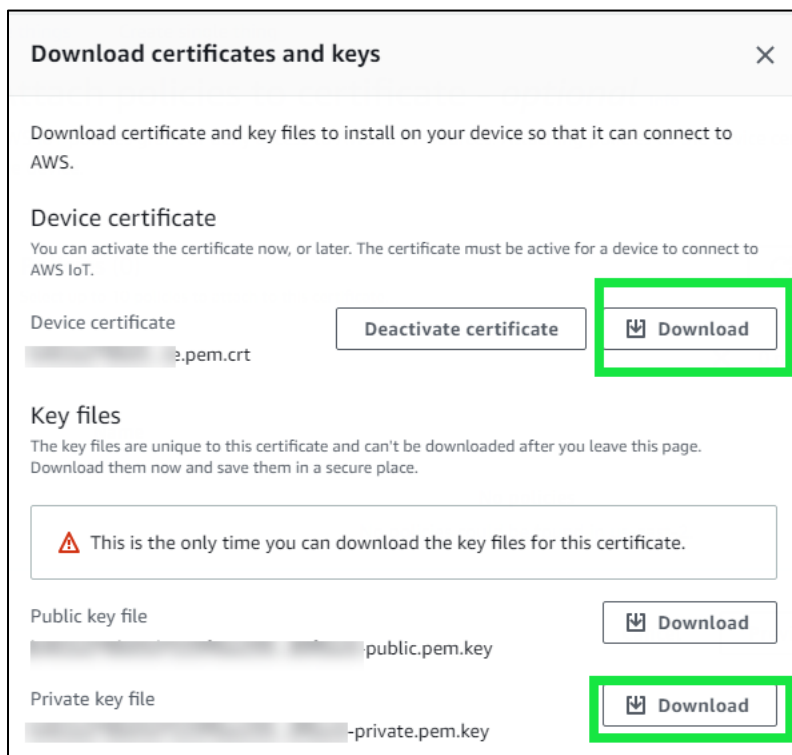 Download certificates and keys
Download certificate and key files to install on your device so that it can connect to
AWS.
Device certificate
You can activate the certificate now, or later. The certificate must be active for a device to connect to
AWS IoT.
Device certificate
Deactivate certificate
Download
e.pem.crt
Key files
The key files are unique to this certificate and can't be downloaded after you leave this page.
Download them now and save them in a secure place.
This is the only time you can download the key files for this certificate.
Public key file
Download
-public.pem.key
Private key file
Download
-private.pem.key